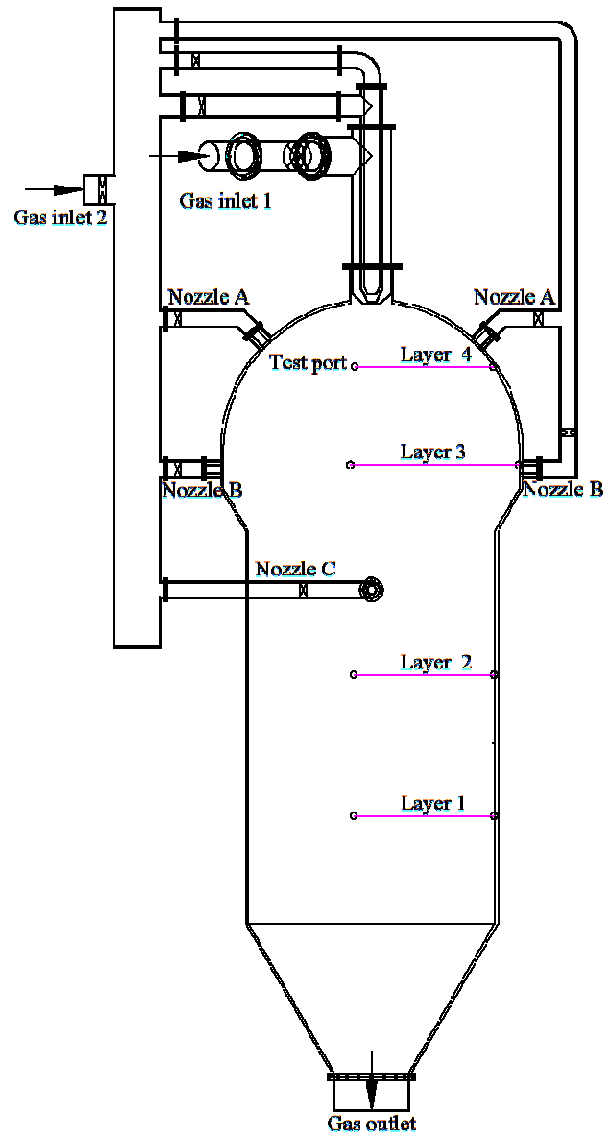 Gas inlet 1
Gas inlet 2
Nozzle A
Nozzle A
Layer 4
Test port
Layer 3
Nozzle B
Nozzle B
Nozzle C
Layer 2
Layer 1
Gas outlet